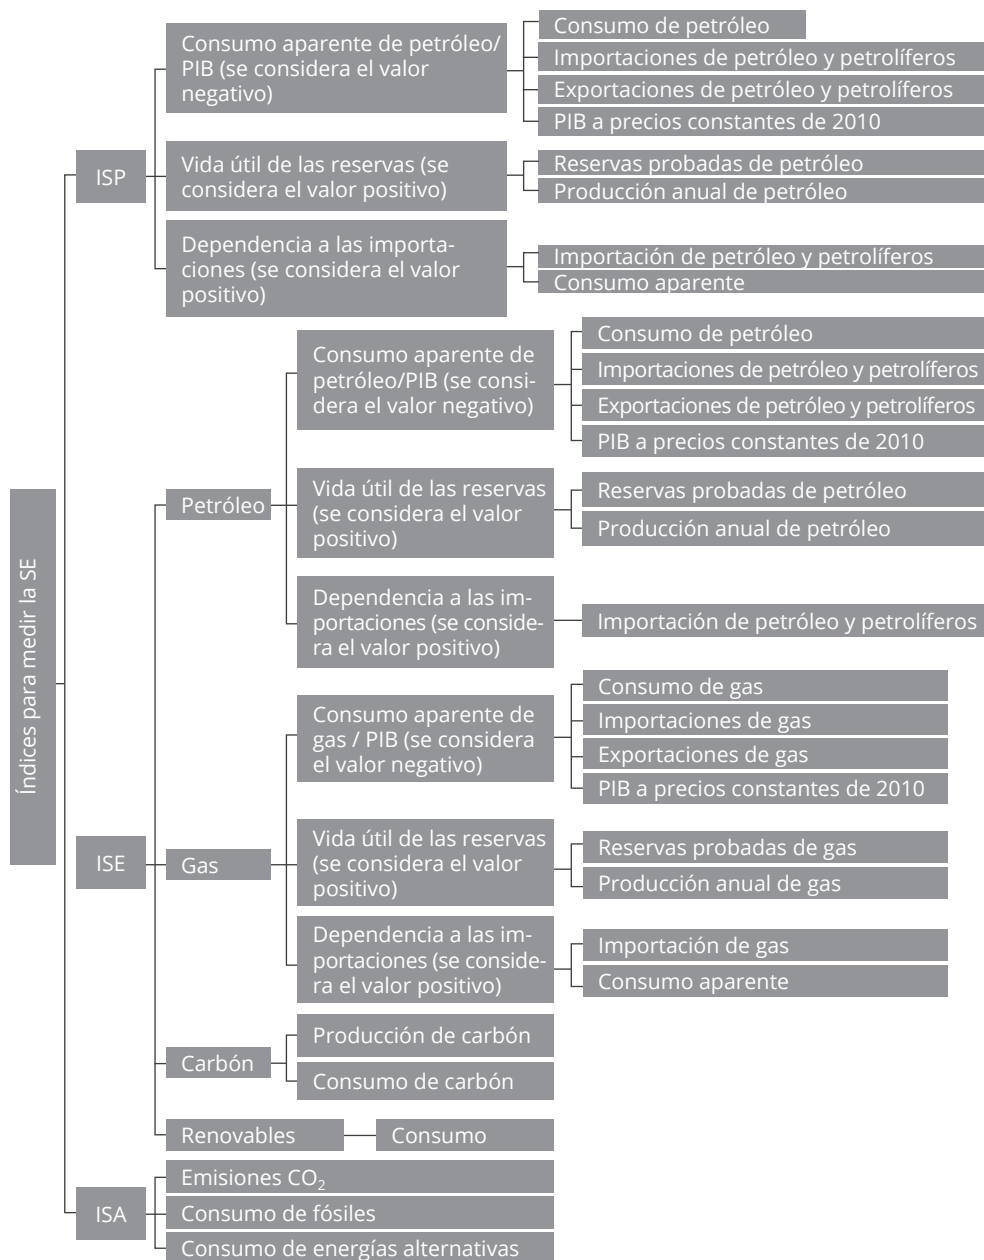 Índices para medir la SE
ISP
Consumo aparente de petróleo/
PIB (se considera el valor
negativo)
Consumo de petróleo
Importaciones de petróleo y petrolíferos
Exportaciones de petróleo y petrolíferos
PIB a precios constantes de 2010
Vida útil de las reservas (se
considera el valor positivo)
Reservas probadas de petróleo
Producción anual de petróleo
Dependencia a las importa-
ciones (se considera el valor
positivo)
Importación de petróleo y petrolíferos
Consumo aparente
ISE
Petróleo
Consumo aparente de
petróleo/PIB (se consi-
dera el valor negativo)
Consumo de petróleo
Importaciones de petróleo y petrolíferos
Exportaciones de petróleo y petrolíferos
PIB a precios constantes de 2010
Vida útil de las reservas
(se considera el valor
positivo)
Reservas probadas de petróleo
Producción anual de petróleo
Dependencia a las im-
portaciones (se conside-
ra el valor positivo)
Importación de petróleo y petrolíferos
Gas
Consumo aparente de
gas / PIB (se considera
el valor negativo)
Consumo de gas
Importaciones de gas
Exportaciones de gas
PIB a precios constantes de 2010
Vida útil de las reservas
(se considera el valor
positivo)
Reservas probadas de gas
Producción anual de gas
Dependencia a las im-
portaciones (se conside-
ra el valor positivo)
Importación de gas
Consumo aparente
Carbón
Producción de carbón
Consumo de carbón
Renovables
Consumo
ISA
Emisiones CO₂
Consumo de fósiles
Consumo de energías alternativas